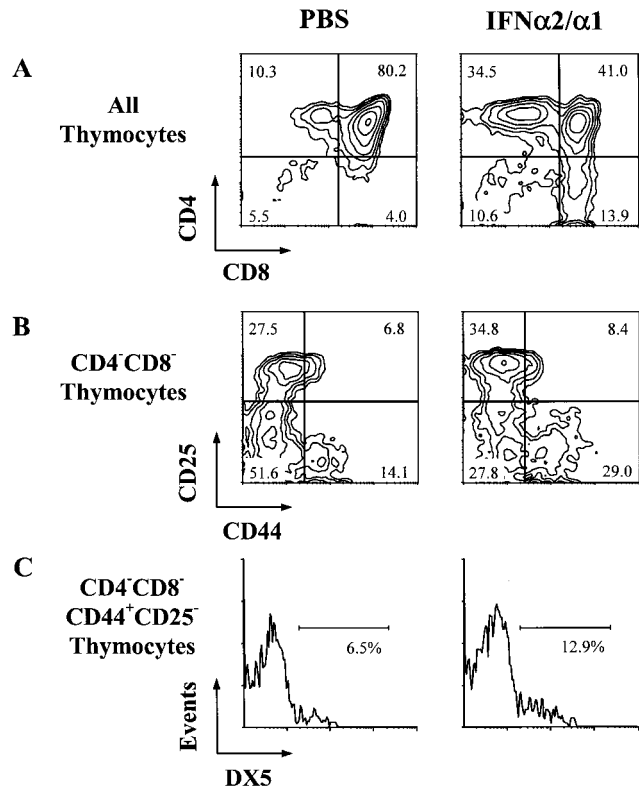 PBS IFNα2/α1
A
All
Thymocytes
CD4
CD8
10.3 80.2
5.5 4.0
34.5 41.0
10.6 13.9
B
CD4⁻CD8⁻
Thymocytes
CD25
CD44
27.5 6.8
51.6 14.1
34.8 8.4
27.8 29.0
C
CD4⁻CD8⁻
CD44⁺CD25⁻
Thymocytes
Events
DX5
6.5%
12.9%